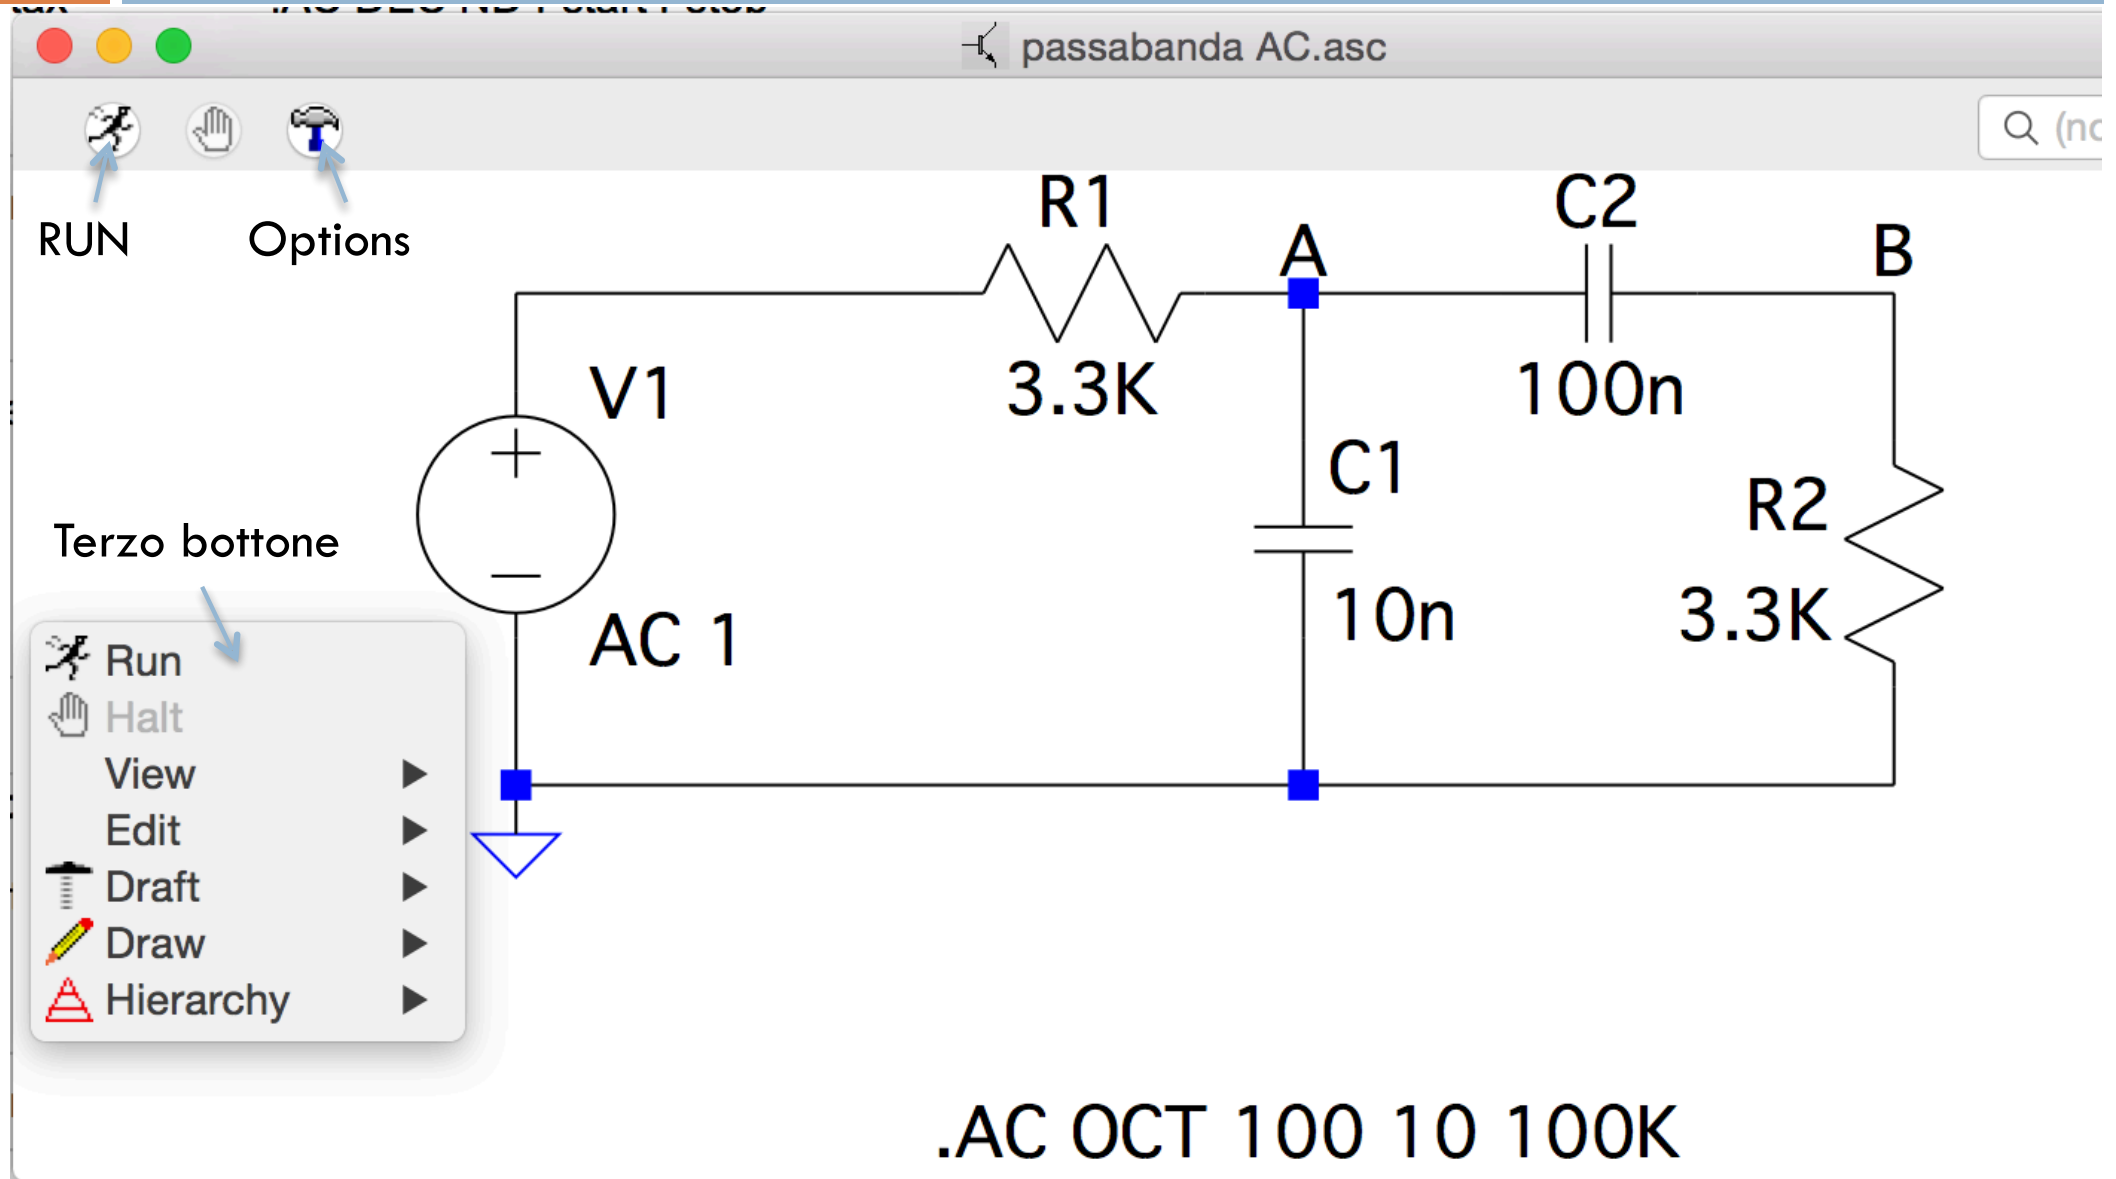 passabanda AC.asc
RUN
Options
R1
3.3K
A
C2
100n
B
V1
AC 1
C1
10n
R2
3.3K
Terzo bottone
Run
Halt
View
Edit
Draft
Draw
Hierarchy
.AC OCT 100 10 100K